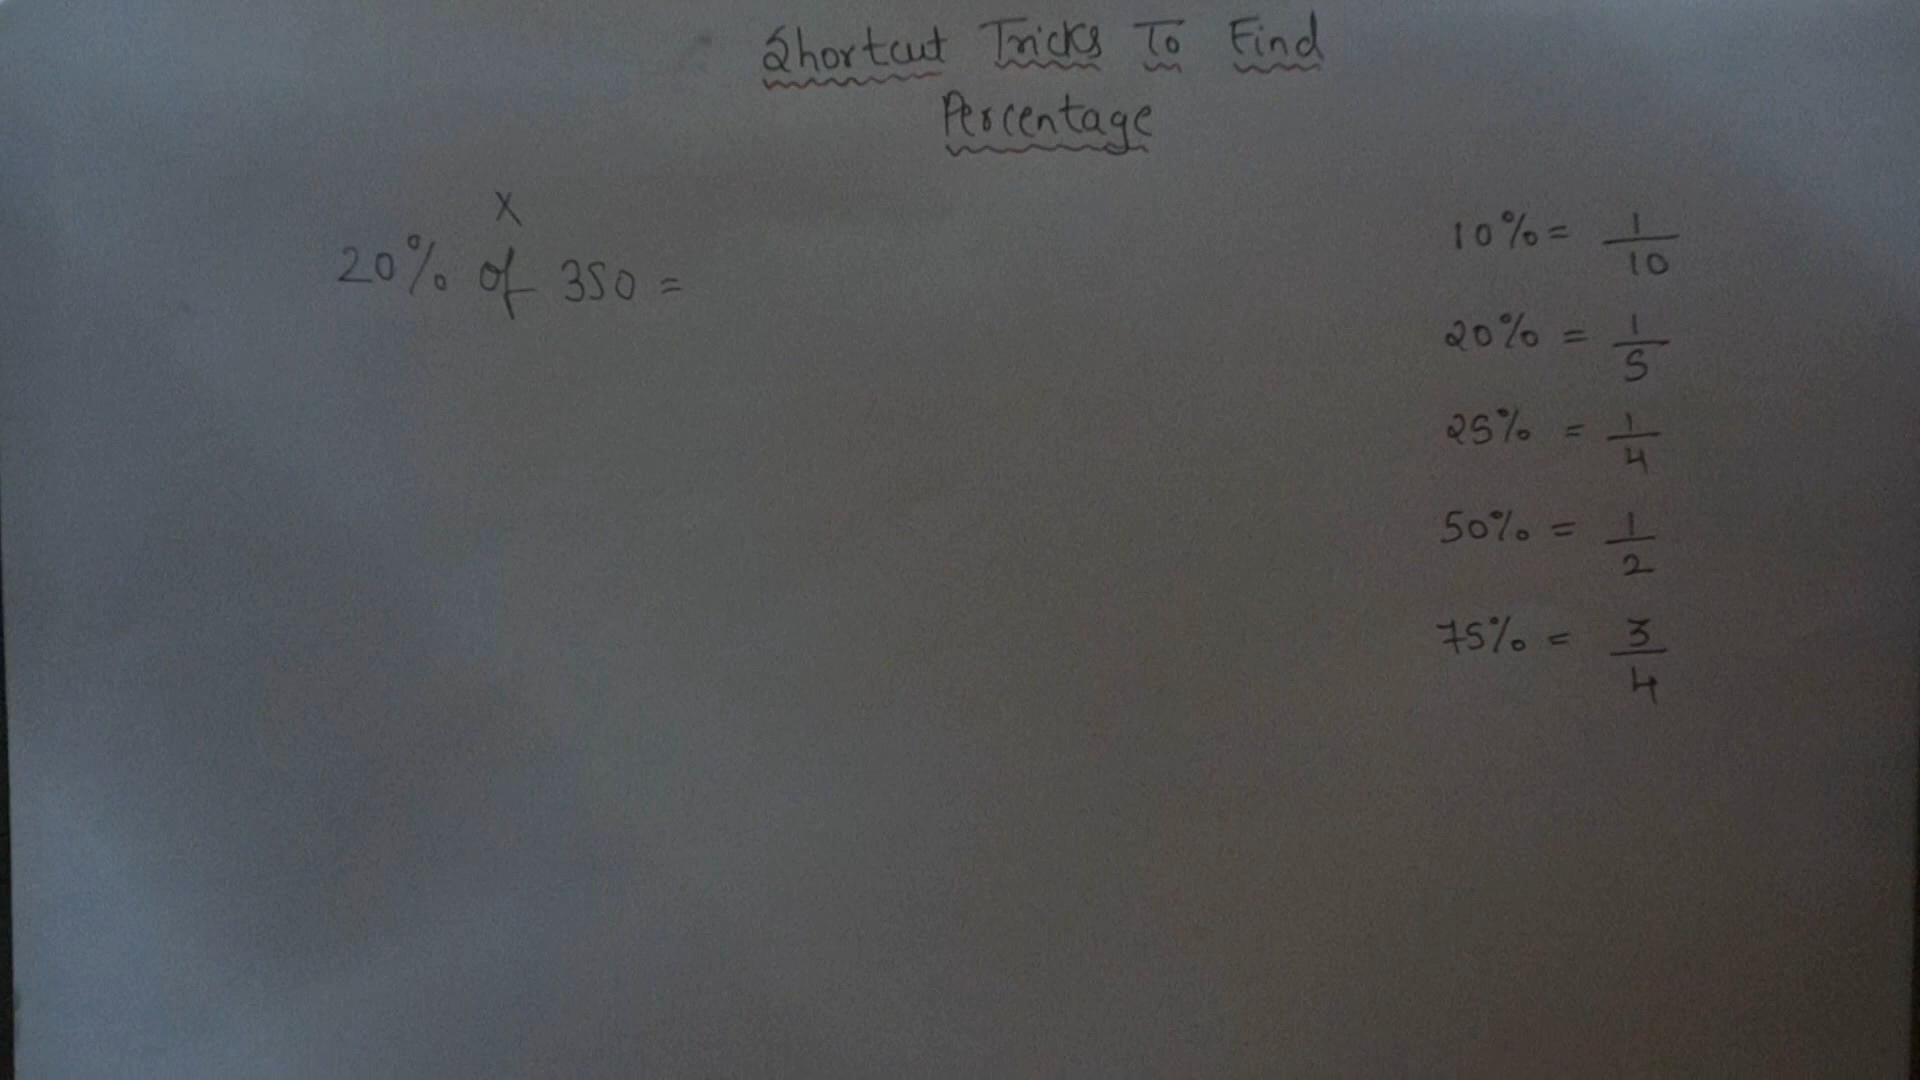 Shortcut Tricks To Find
Percentage
x
20% of 350 =
10% = 1/10
20% = 1/5
25% = 1/4
50% = 1/2
75% = 3/4